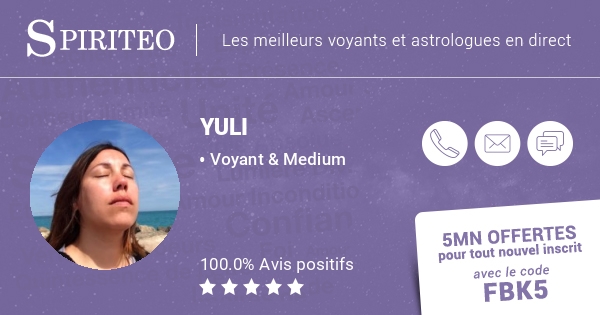 SPIRITEO
Les meilleurs voyants et astrologues en direct
YULI
• Voyant & Medium
100.0% Avis positifs
5MN OFFERTES
pour tout nouvel inscrit
avec le code
FBK5